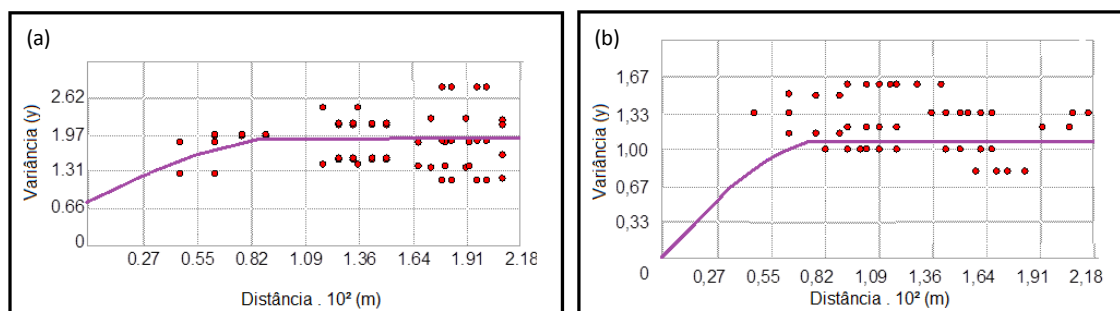 (a)
Variância (y)
2.62
1.97
1.31
0.66
0
0.27 0.55 0.82 1.09 1.36 1.64 1.91 2.18
Distância . 10² (m)
(b)
Variância (y)
1,67
1,33
1,00
0,67
0,33
0
0,27 0,55 0,82 1,09 1,36 1,64 1,91 2,18
Distância . 10² (m)